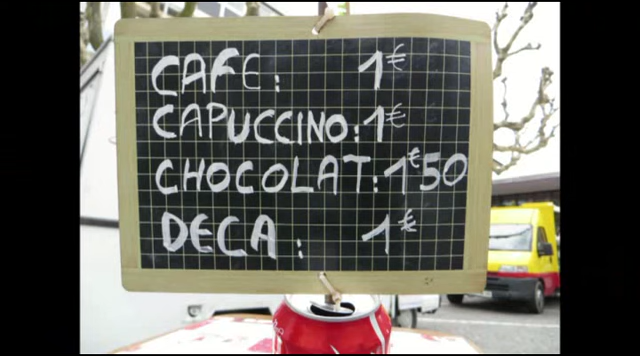 CAFE: 1€
CAPUCCINO: 1€
CHOCOLAT: 1€50
DECA: 1€